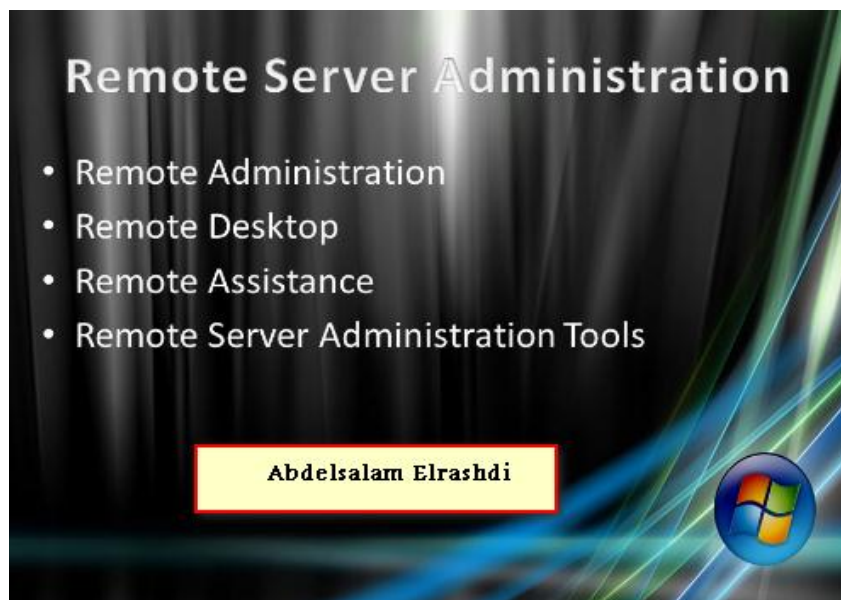 Remote Server Administration
• Remote Administration
• Remote Desktop
• Remote Assistance
• Remote Server Administration Tools
Abdelsalam Elrashdi